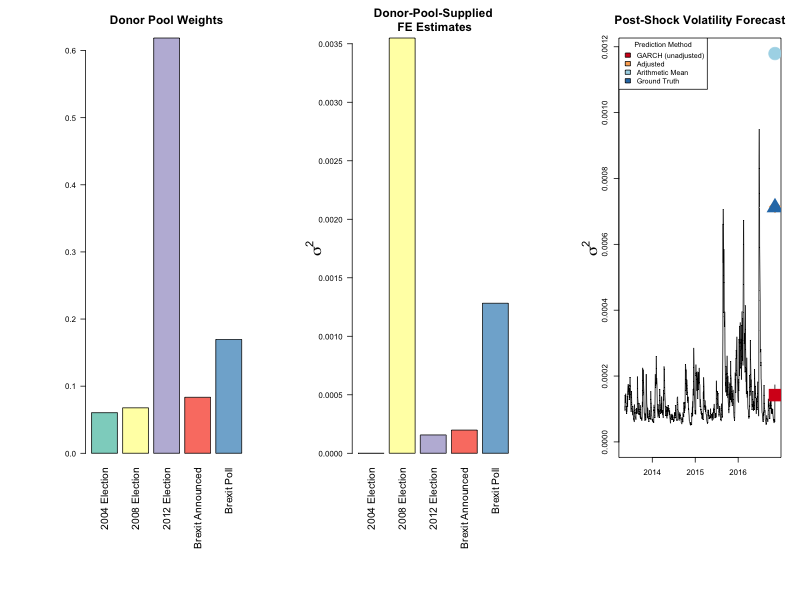 Donor Pool Weights
0.6
0.5
0.4
0.3
0.2
0.1
0.0
2004 Election
2008 Election
2012 Election
Brexit Announced
Brexit Poll
Donor-Pool-Supplied
FE Estimates
σ2
0.0035
0.0030
0.0025
0.0020
0.0015
0.0010
0.0005
0.0000
2004 Election
2008 Election
2012 Election
Brexit Announced
Brexit Poll
Post-Shock Volatility Forecast
σ2
0.0012
0.0010
0.0008
0.0006
0.0004
0.0002
0.0000
Prediction Method
GARCH (unadjusted)
Adjusted
Arithmetic Mean
Ground Truth
2014 2015 2016